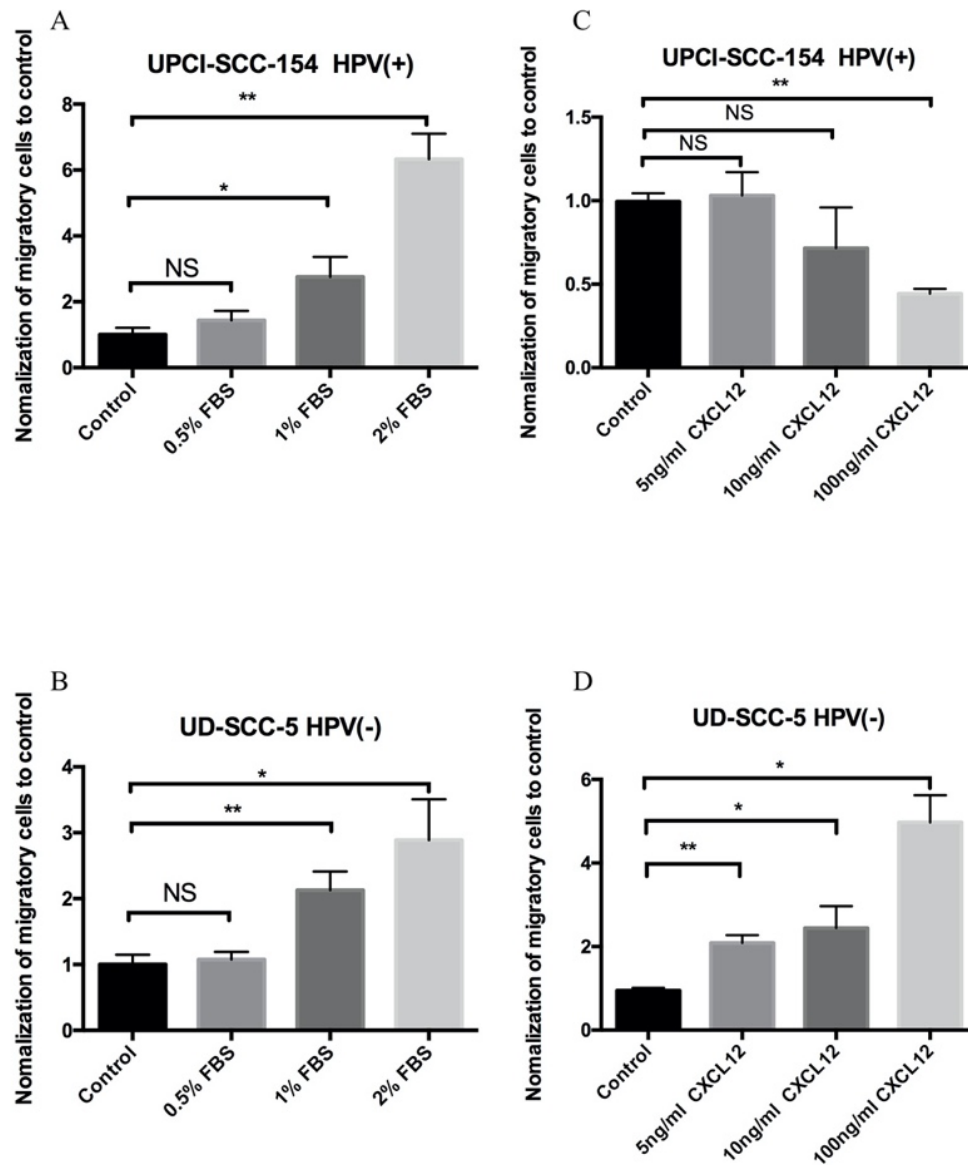 A
UPCI-SCC-154 HPV(+)
Nomalization of migratory cells to control
**
*
NS
8
6
4
2
0
Control
0.5% FBS
1% FBS
2% FBS
C
UPCI-SCC-154 HPV(+)
Nomalization of migratory cells to control
**
NS
NS
1.5
1.0
0.5
0.0
Control
5ng/ml CXCL12
10ng/ml CXCL12
100ng/ml CXCL12
B
UD-SCC-5 HPV(-)
Nomalization of migratory cells to control
*
**
NS
4
3
2
1
0
Control
0.5% FBS
1% FBS
2% FBS
D
UD-SCC-5 HPV(-)
Nomalization of migratory cells to control
*
*
**
6
4
2
0
Control
5ng/ml CXCL12
10ng/ml CXCL12
100ng/ml CXCL12